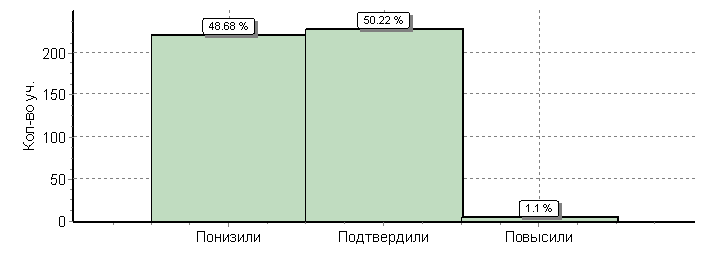 48.68 %
50.22 %
1.1 %
Кол-во уч.
200
150
100
50
0
Понизили
Подтвердили
Повысили